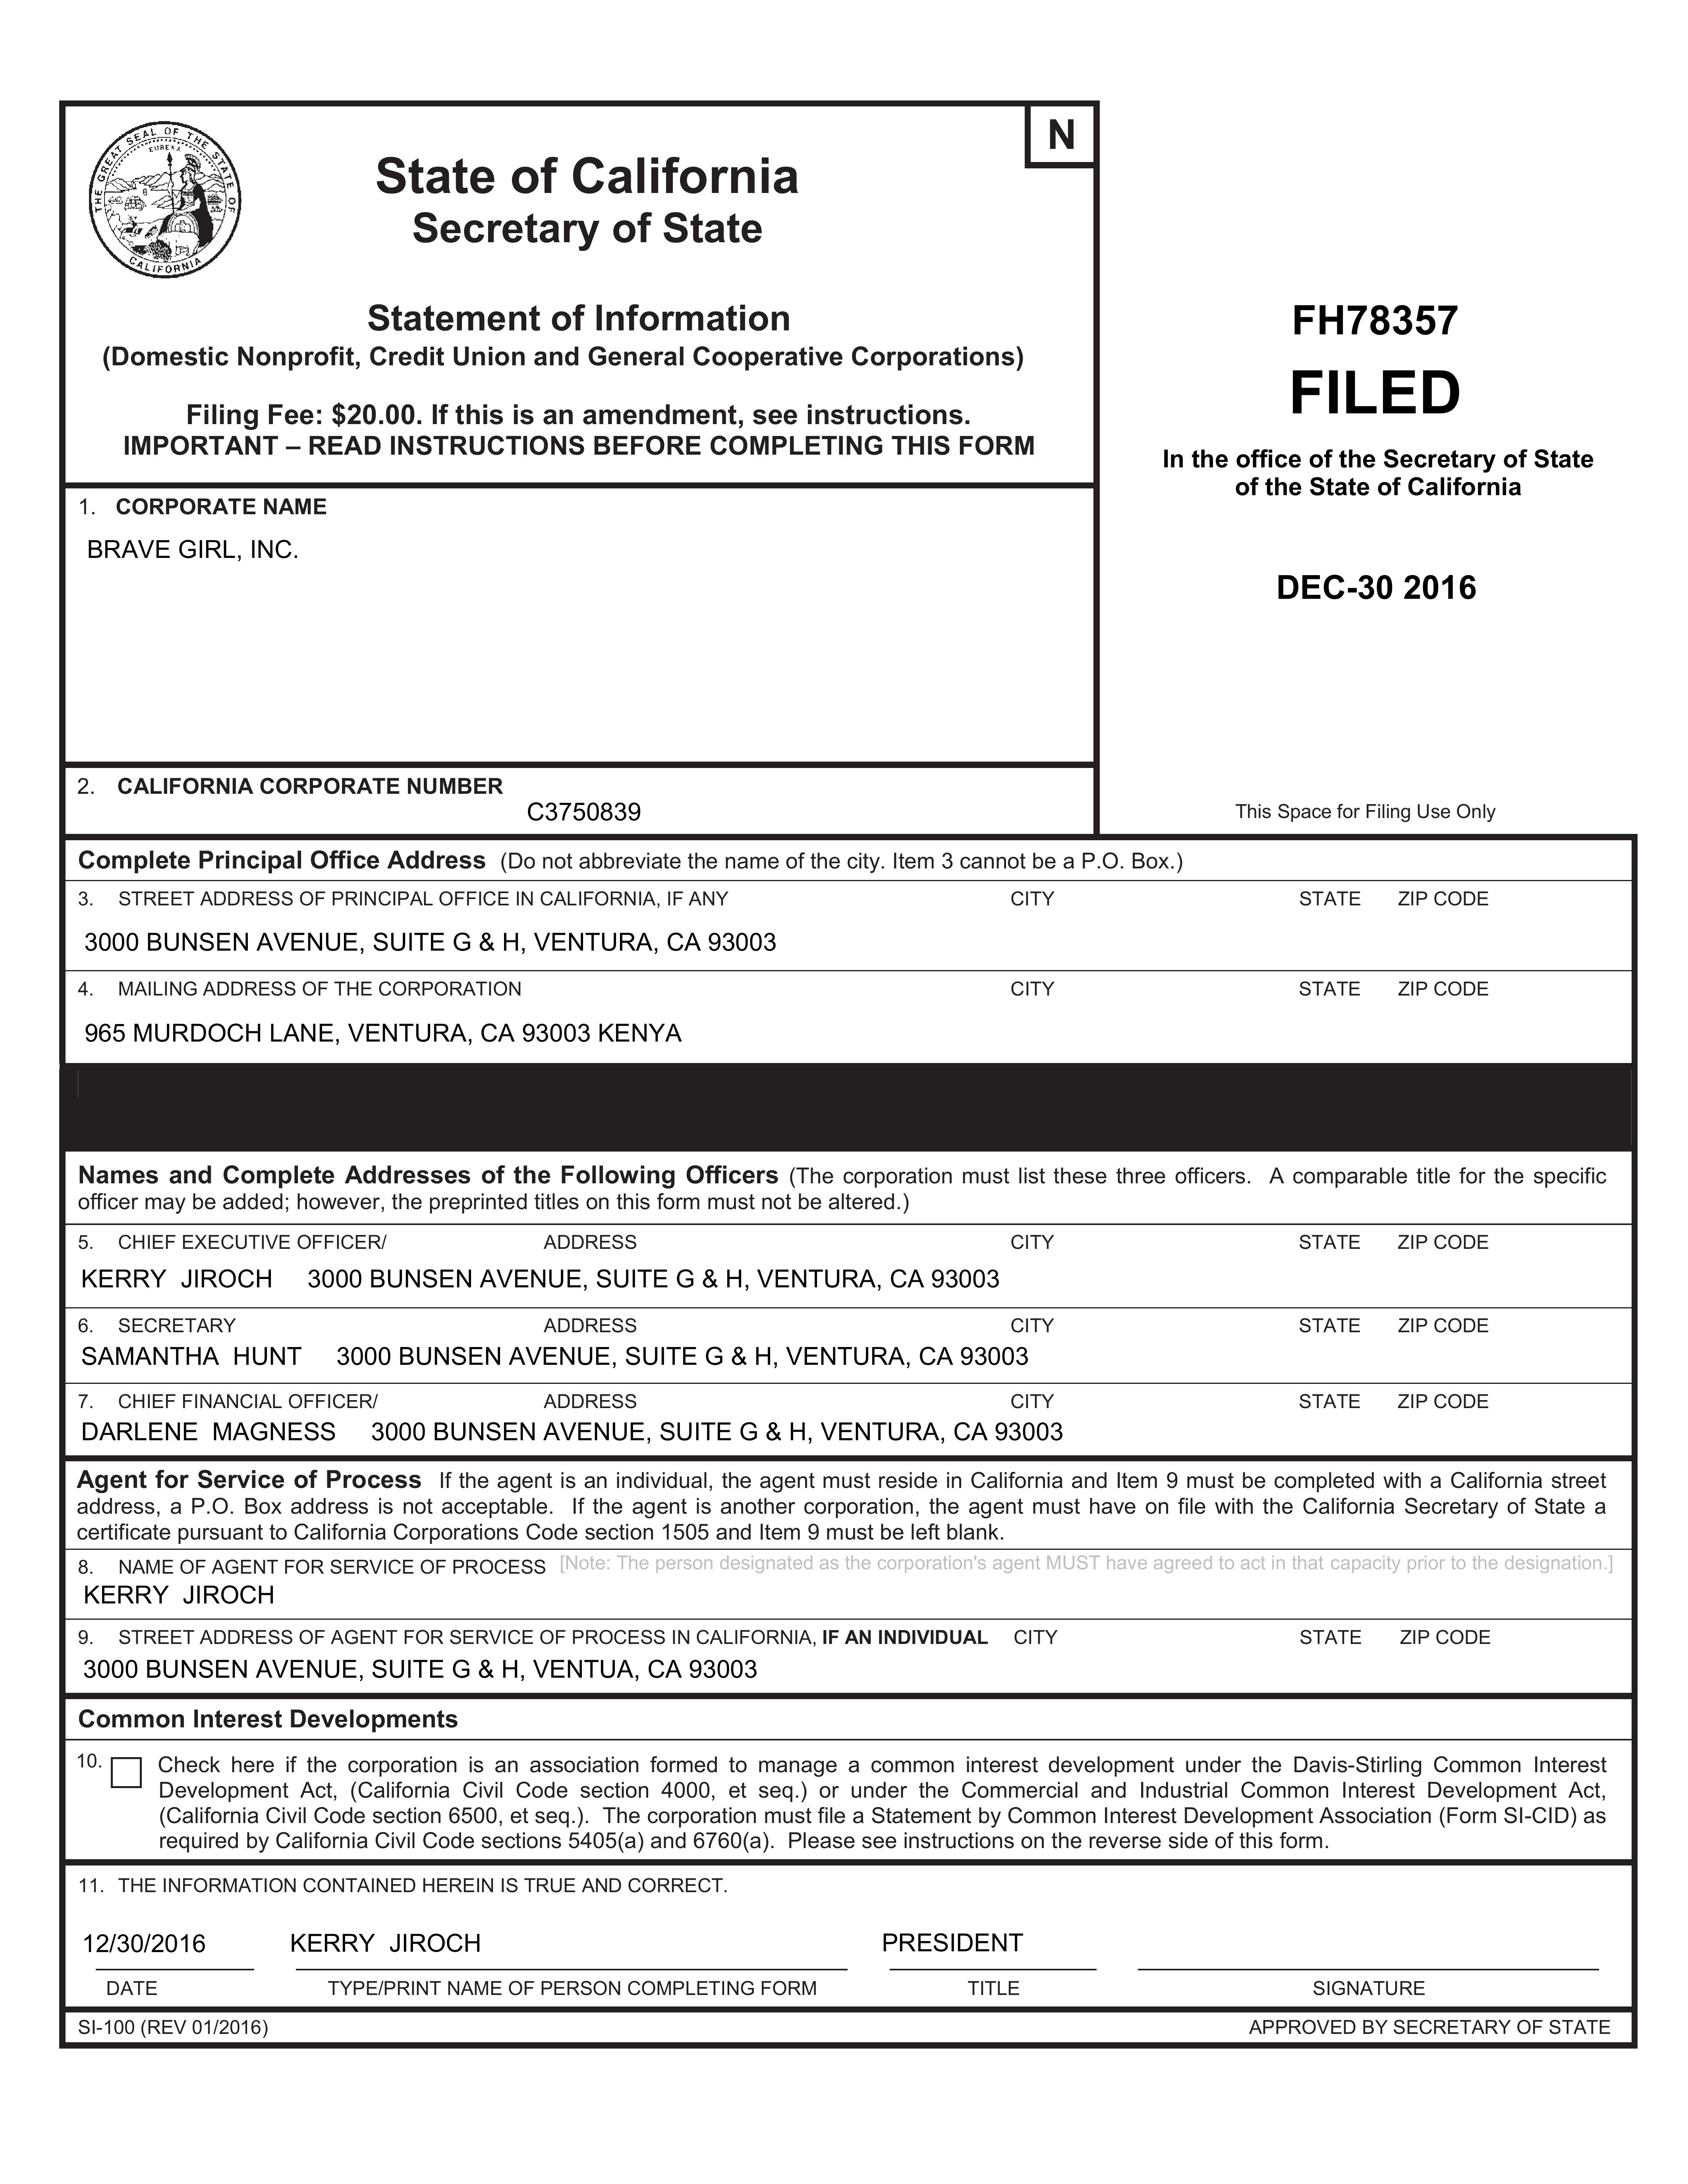 THE GREAT SEAL OF THE STATE OF CALIFORNIA
EUREKA
N
State of California
Secretary of State
Statement of Information
(Domestic Nonprofit, Credit Union and General Cooperative Corporations)
Filing Fee: $20.00. If this is an amendment, see instructions.
IMPORTANT – READ INSTRUCTIONS BEFORE COMPLETING THIS FORM
FH78357
FILED
In the office of the Secretary of State
of the State of California
DEC-30 2016
1. CORPORATE NAME
BRAVE GIRL, INC.
2. CALIFORNIA CORPORATE NUMBER
C3750839
This Space for Filing Use Only
Complete Principal Office Address (Do not abbreviate the name of the city. Item 3 cannot be a P.O. Box.)
3. STREET ADDRESS OF PRINCIPAL OFFICE IN CALIFORNIA, IF ANY CITY STATE ZIP CODE
3000 BUNSEN AVENUE, SUITE G & H, VENTURA, CA 93003
4. MAILING ADDRESS OF THE CORPORATION CITY STATE ZIP CODE
965 MURDOCH LANE, VENTURA, CA 93003 KENYA
Names and Complete Addresses of the Following Officers (The corporation must list these three officers. A comparable title for the specific
officer may be added; however, the preprinted titles on this form must not be altered.)
5. CHIEF EXECUTIVE OFFICER/ ADDRESS CITY STATE ZIP CODE
KERRY JIROCH 3000 BUNSEN AVENUE, SUITE G & H, VENTURA, CA 93003
6. SECRETARY ADDRESS CITY STATE ZIP CODE
SAMANTHA HUNT 3000 BUNSEN AVENUE, SUITE G & H, VENTURA, CA 93003
7. CHIEF FINANCIAL OFFICER/ ADDRESS CITY STATE ZIP CODE
DARLENE MAGNESS 3000 BUNSEN AVENUE, SUITE G & H, VENTURA, CA 93003
Agent for Service of Process If the agent is an individual, the agent must reside in California and Item 9 must be completed with a California street
address, a P.O. Box address is not acceptable. If the agent is another corporation, the agent must have on file with the California Secretary of State a
certificate pursuant to California Corporations Code section 1505 and Item 9 must be left blank.
8. NAME OF AGENT FOR SERVICE OF PROCESS [Note: The person designated as the corporation's agent MUST have agreed to act in that capacity prior to the designation.]
KERRY JIROCH
9. STREET ADDRESS OF AGENT FOR SERVICE OF PROCESS IN CALIFORNIA, IF AN INDIVIDUAL CITY STATE ZIP CODE
3000 BUNSEN AVENUE, SUITE G & H, VENTUA, CA 93003
Common Interest Developments
10. Check here if the corporation is an association formed to manage a common interest development under the Davis-Stirling Common Interest
Development Act, (California Civil Code section 4000, et seq.) or under the Commercial and Industrial Common Interest Development Act,
(California Civil Code section 6500, et seq.). The corporation must file a Statement by Common Interest Development Association (Form SI-CID) as
required by California Civil Code sections 5405(a) and 6760(a). Please see instructions on the reverse side of this form.
11. THE INFORMATION CONTAINED HEREIN IS TRUE AND CORRECT.
12/30/2016 KERRY JIROCH PRESIDENT
DATE TYPE/PRINT NAME OF PERSON COMPLETING FORM TITLE SIGNATURE
SI-100 (REV 01/2016) APPROVED BY SECRETARY OF STATE